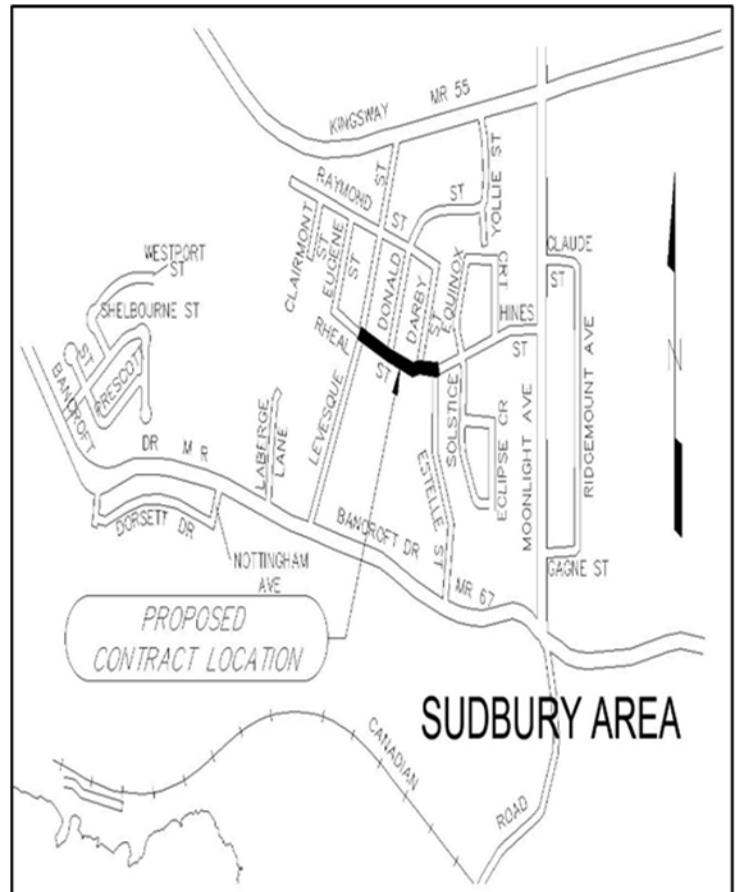 KINGSWAY MR 55
RAYMOND ST
ST
ST
YOLLIE ST
CLAIRMONT ST
EUGENE ST
DONALD
DARBY ST
EQUINOX CRT
CLAUDE ST
WESTPORT ST
SHELBOURNE ST
HINES ST
RHEAL ST
PRESCOTT ST
BANCROFT DR M R
LABERGE LANE
LEVESQUE
SOLSTICE
ECLIPSE CR
ESTELLE ST
MOONLIGHT AVE
RIDGEMOUNT AVE
N
DORSETT DR
BANCROFT DR
MR 67
NOTTINGHAM AVE
GAGNE ST
PROPOSED
CONTRACT LOCATION
SUDBURY AREA
CANADIAN
ROAD